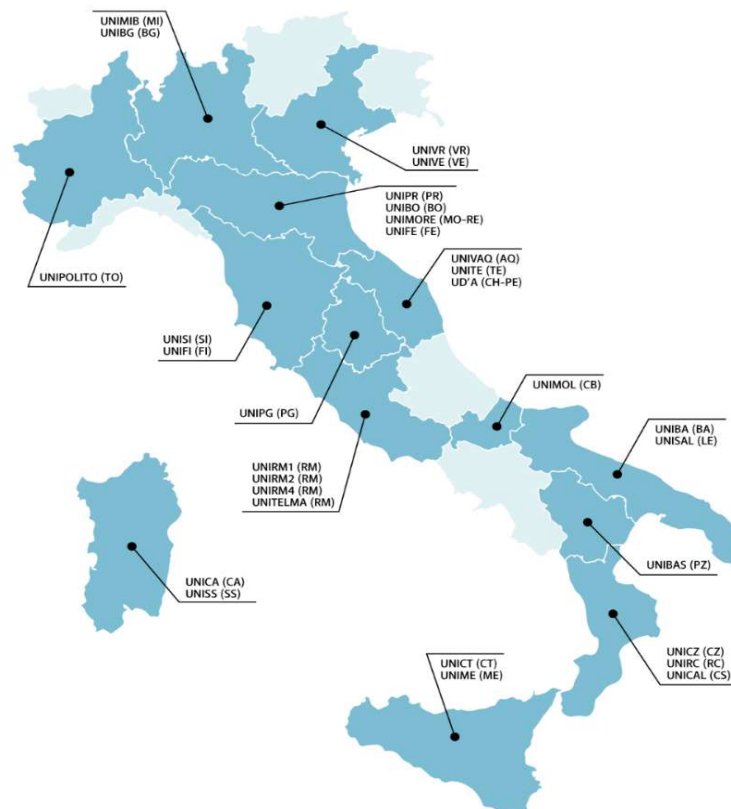 UNIMIB (MI)
UNIBG (BG)
UNIVR (VR)
UNIVE (VE)
UNIPR (PR)
UNIBO (BO)
UNIMORE (MO-RE)
UNIFE (FE)
UNIPOLITO (TO)
UNIVAQ (AQ)
UNITE (TE)
UD'A (CH-PE)
UNISI (SI)
UNIFI (FI)
UNIMOL (CB)
UNIPG (PG)
UNIBA (BA)
UNISAL (LE)
UNIRM1 (RM)
UNIRM2 (RM)
UNIRM4 (RM)
UNITELMA (RM)
UNIBAS (PZ)
UNICA (CA)
UNISS (SS)
UNICZ (CZ)
UNIRC (RC)
UNICAL (CS)
UNICT (CT)
UNIME (ME)